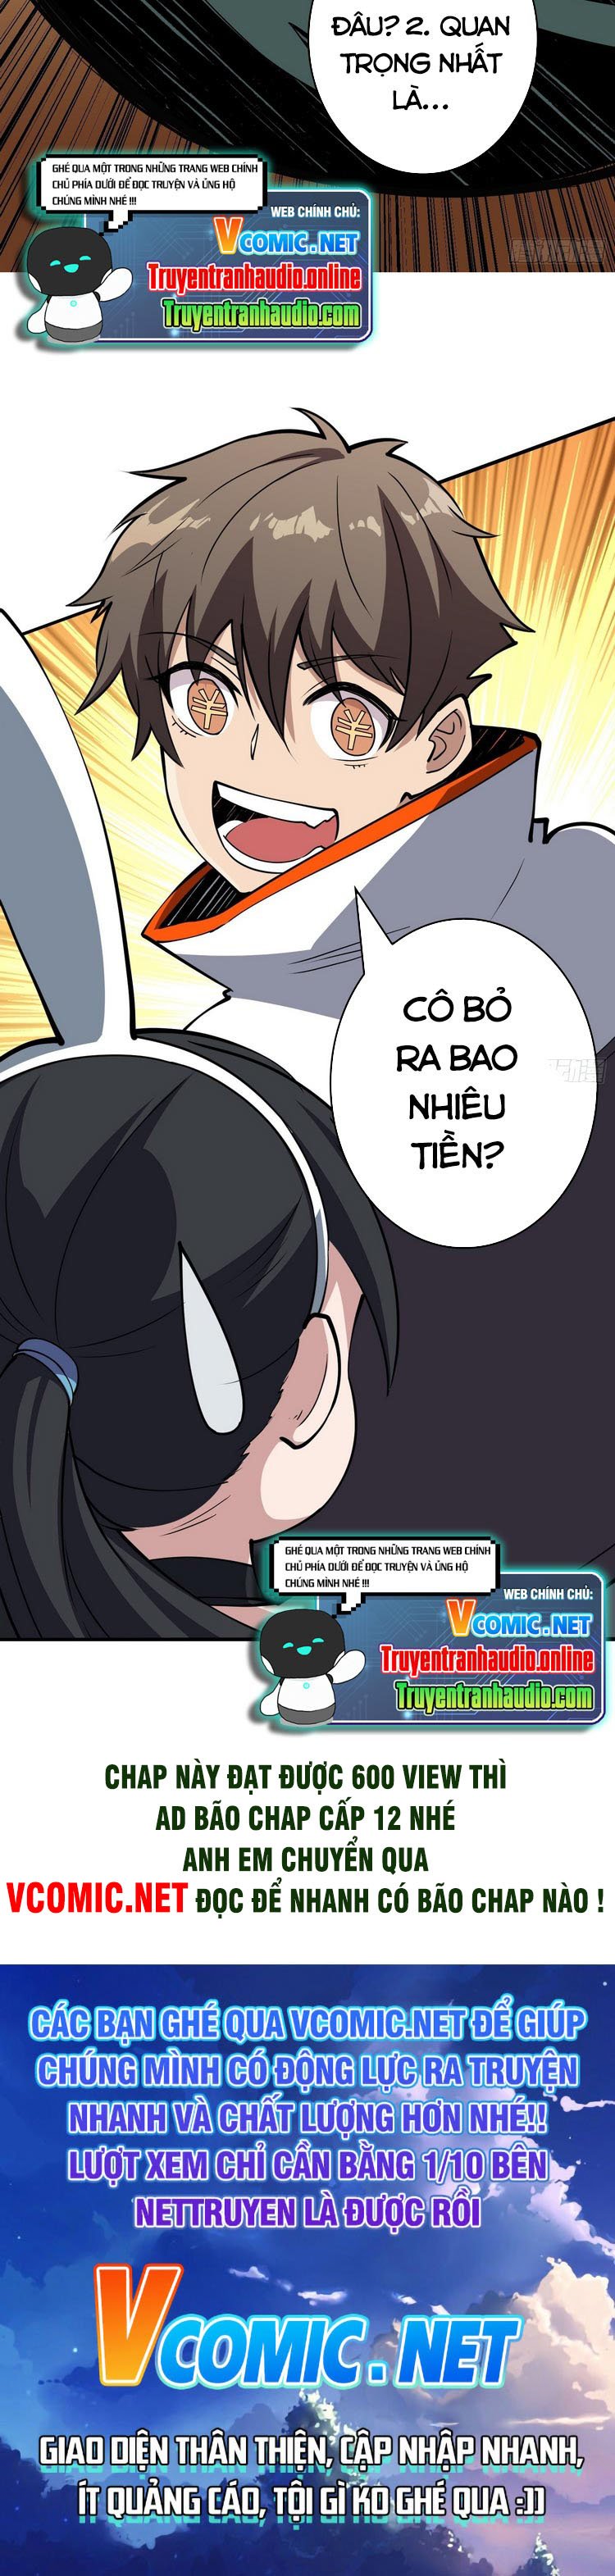 ĐÂU? 2. QUAN
TRỌNG NHẤT
LÀ...
GHÉ QUA MỘT TRONG NHỮNG TRANG WEB CHÍNH
CHỦ PHÍA DƯỚI ĐỂ ĐỌC TRUYỆN VÀ ỦNG HỘ
CHÚNG MÌNH NHÉ !!!
WEB CHÍNH CHỦ:
VCOMIC.NET
Truyentranhaudio.online
Truyentranhaudio.com
CÔ BỎ
RA BAO
NHIÊU
TIỀN?
GHÉ QUA MỘT TRONG NHỮNG TRANG WEB CHÍNH
CHỦ PHÍA DƯỚI ĐỂ ĐỌC TRUYỆN VÀ ỦNG HỘ
CHÚNG MÌNH NHÉ !!!
WEB CHÍNH CHỦ:
VCOMIC.NET
Truyentranhaudio.online
Truyentranhaudio.com
CHAP NÀY ĐẠT ĐƯỢC 600 VIEW THÌ
AD BÃO CHAP CẤP 12 NHÉ
ANH EM CHUYỂN QUA
VCOMIC.NET ĐỌC ĐỂ NHANH CÓ BÃO CHAP NÀO !
CÁC BẠN GHÉ QUA VCOMIC.NET ĐỂ GIÚP
CHÚNG MÌNH CÓ ĐỘNG LỰC RA TRUYỆN
NHANH VÀ CHẤT LƯỢNG HƠN NHÉ!!
LƯỢT XEM CHỈ CẦN BẰNG 1/10 BÊN
NETTRUYEN LÀ ĐƯỢC RỒI
VCOMIC.NET
GIAO DIỆN THÂN THIỆN, CẬP NHẬP NHANH,
ÍT QUẢNG CÁO, TỘI GÌ KO GHÉ QUA :]]